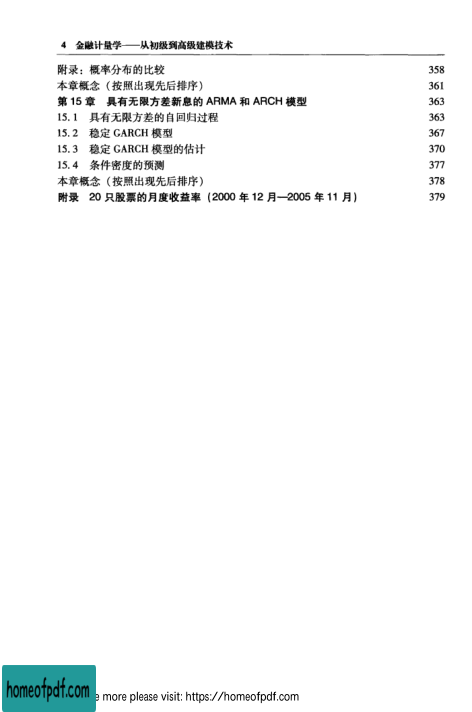 4 金融计量学——从初级到高级建模技术
附录：概率分布的比较 358
本章概念（按照出现先后排序） 361
第 15 章 具有无限方差新息的 ARMA 和 ARCH 模型 363
15.1 具有无限方差的自回归过程 363
15.2 稳定 GARCH 模型 367
15.3 稳定 GARCH 模型的估计 370
15.4 条件密度的预测 377
本章概念（按照出现先后排序） 378
附录 20 只股票的月度收益率（2000 年 12 月—2005 年 11 月） 379
homeofpdf.com
e more please visit: https://homeofpdf.com